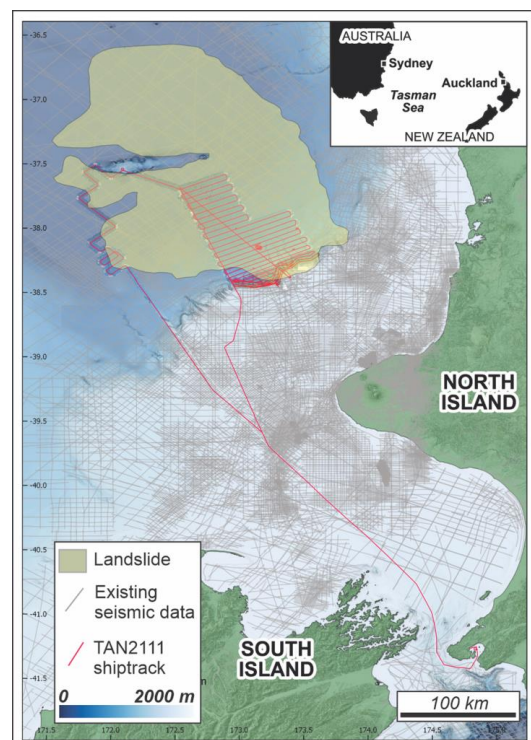 -36.5
-37.0
-37.5
-38.0
-38.5
-39.0
-39.5
-40.0
-40.5
-41.0
-41.5
AUSTRALIA
Sydney
Auckland
Tasman
Sea
NEW ZEALAND
NORTH
ISLAND
SOUTH
ISLAND
Landslide
Existing
seismic data
TAN2111
shiptrack
0 2000 m
100 km
171.5 172.0 172.5 173.0 173.5 174.0 174.5 175.0